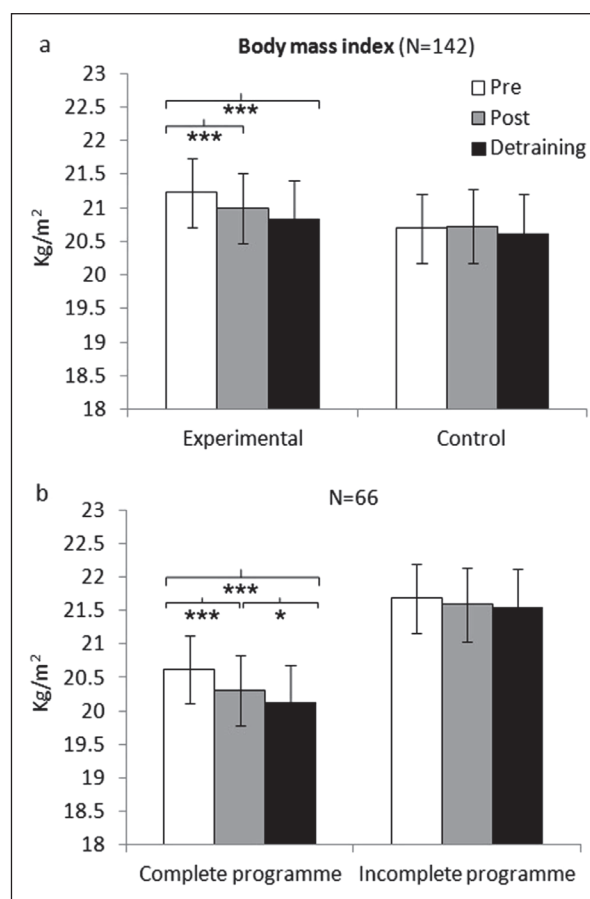 a
Body mass index (N=142)
23
22.5
22
21.5
21
20.5
20
19.5
19
18.5
18
Kg/m²
Pre
Post
Detraining
***
***
Experimental
Control
b
N=66
23
22.5
22
21.5
21
20.5
20
19.5
19
18.5
18
Kg/m²
***
***
*
Complete programme
Incomplete programme